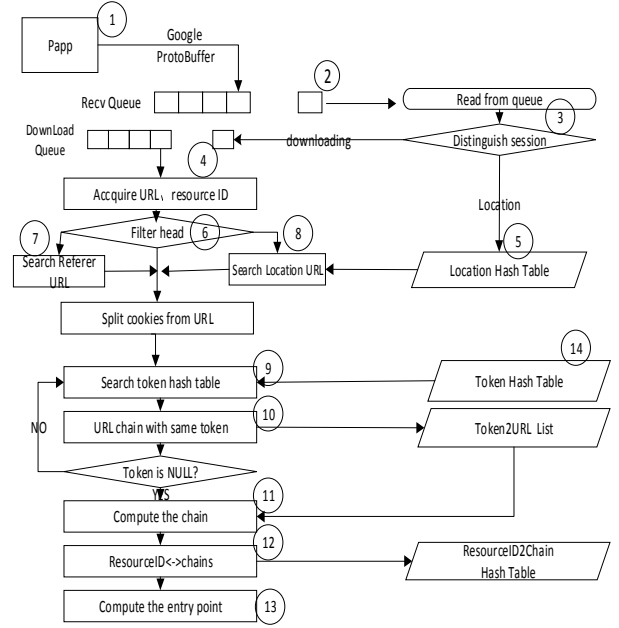 1
Papp
Google
ProtoBuffer
2
Recv Queue
Read from queue
3
DownLoad
Queue
downloading
Distinguish session
4
Accquire URL、resource ID
Location
7
Filter head
6
8
5
Search Referer
URL
Search Location URL
Location Hash Table
Split cookies from URL
14
9
Search token hash table
Token Hash Table
10
NO
URL chain with same token
Token2URL List
Token is NULL?
YES
11
Compute the chain
12
ResourceID<->chains
ResourceID2Chain
Hash Table
Compute the entry point
13